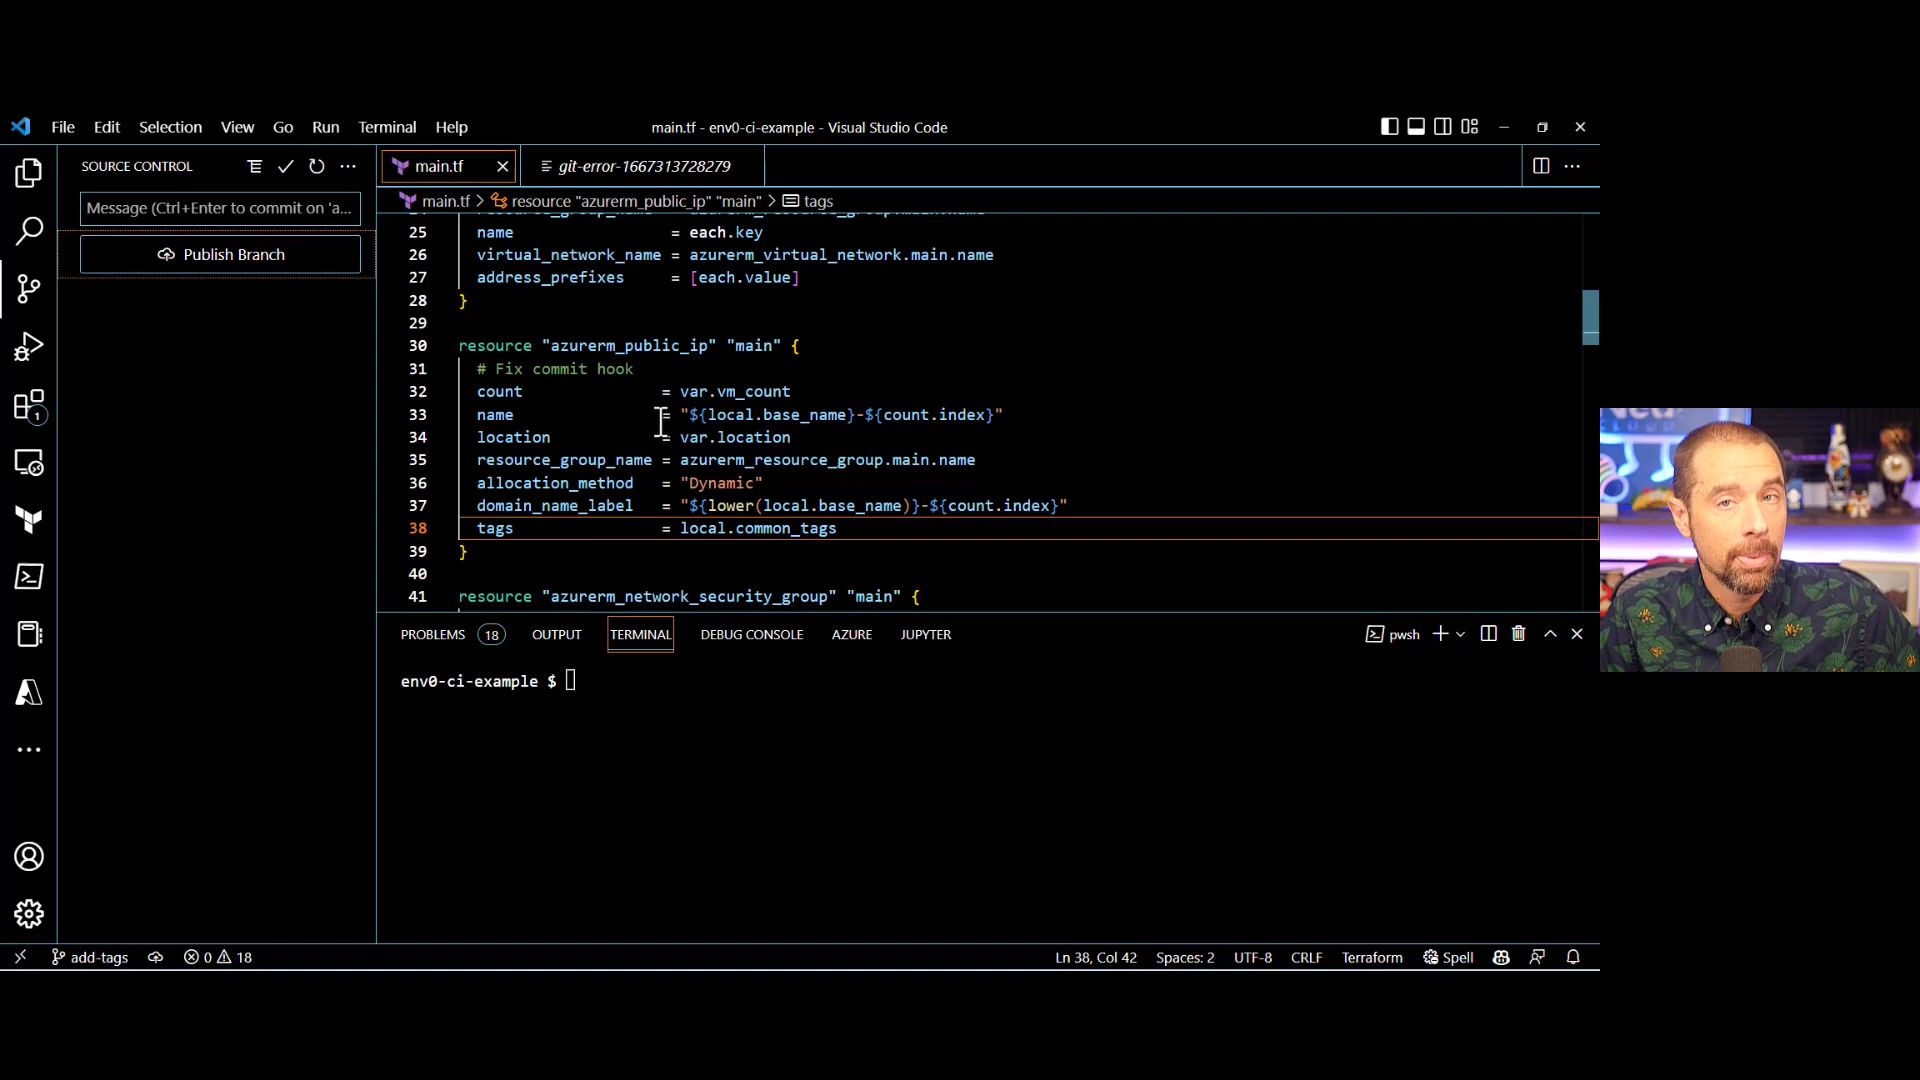 File Edit Selection View Go Run Terminal Help
main.tf - env0-ci-example - Visual Studio Code
SOURCE CONTROL
Message (Ctrl+Enter to commit on 'a...
Publish Branch
1
main.tf
git-error-1667313728279
main.tf > resource "azurerm_public_ip" "main" > tags
25 name = each.key
26 virtual_network_name = azurerm_virtual_network.main.name
27 address_prefixes = [each.value]
28 }
29
30 resource "azurerm_public_ip" "main" {
31 # Fix commit hook
32 count = var.vm_count
33 name = "${local.base_name}-${count.index}"
34 location = var.location
35 resource_group_name = azurerm_resource_group.main.name
36 allocation_method = "Dynamic"
37 domain_name_label = "${lower(local.base_name)}-${count.index}"
38 tags = local.common_tags
39 }
40
41 resource "azurerm_network_security_group" "main" {
PROBLEMS 18 OUTPUT TERMINAL DEBUG CONSOLE AZURE JUPYTER
pwsh
env0-ci-example $
add-tags 0 18
Ln 38, Col 42 Spaces: 2 UTF-8 CRLF Terraform Spell